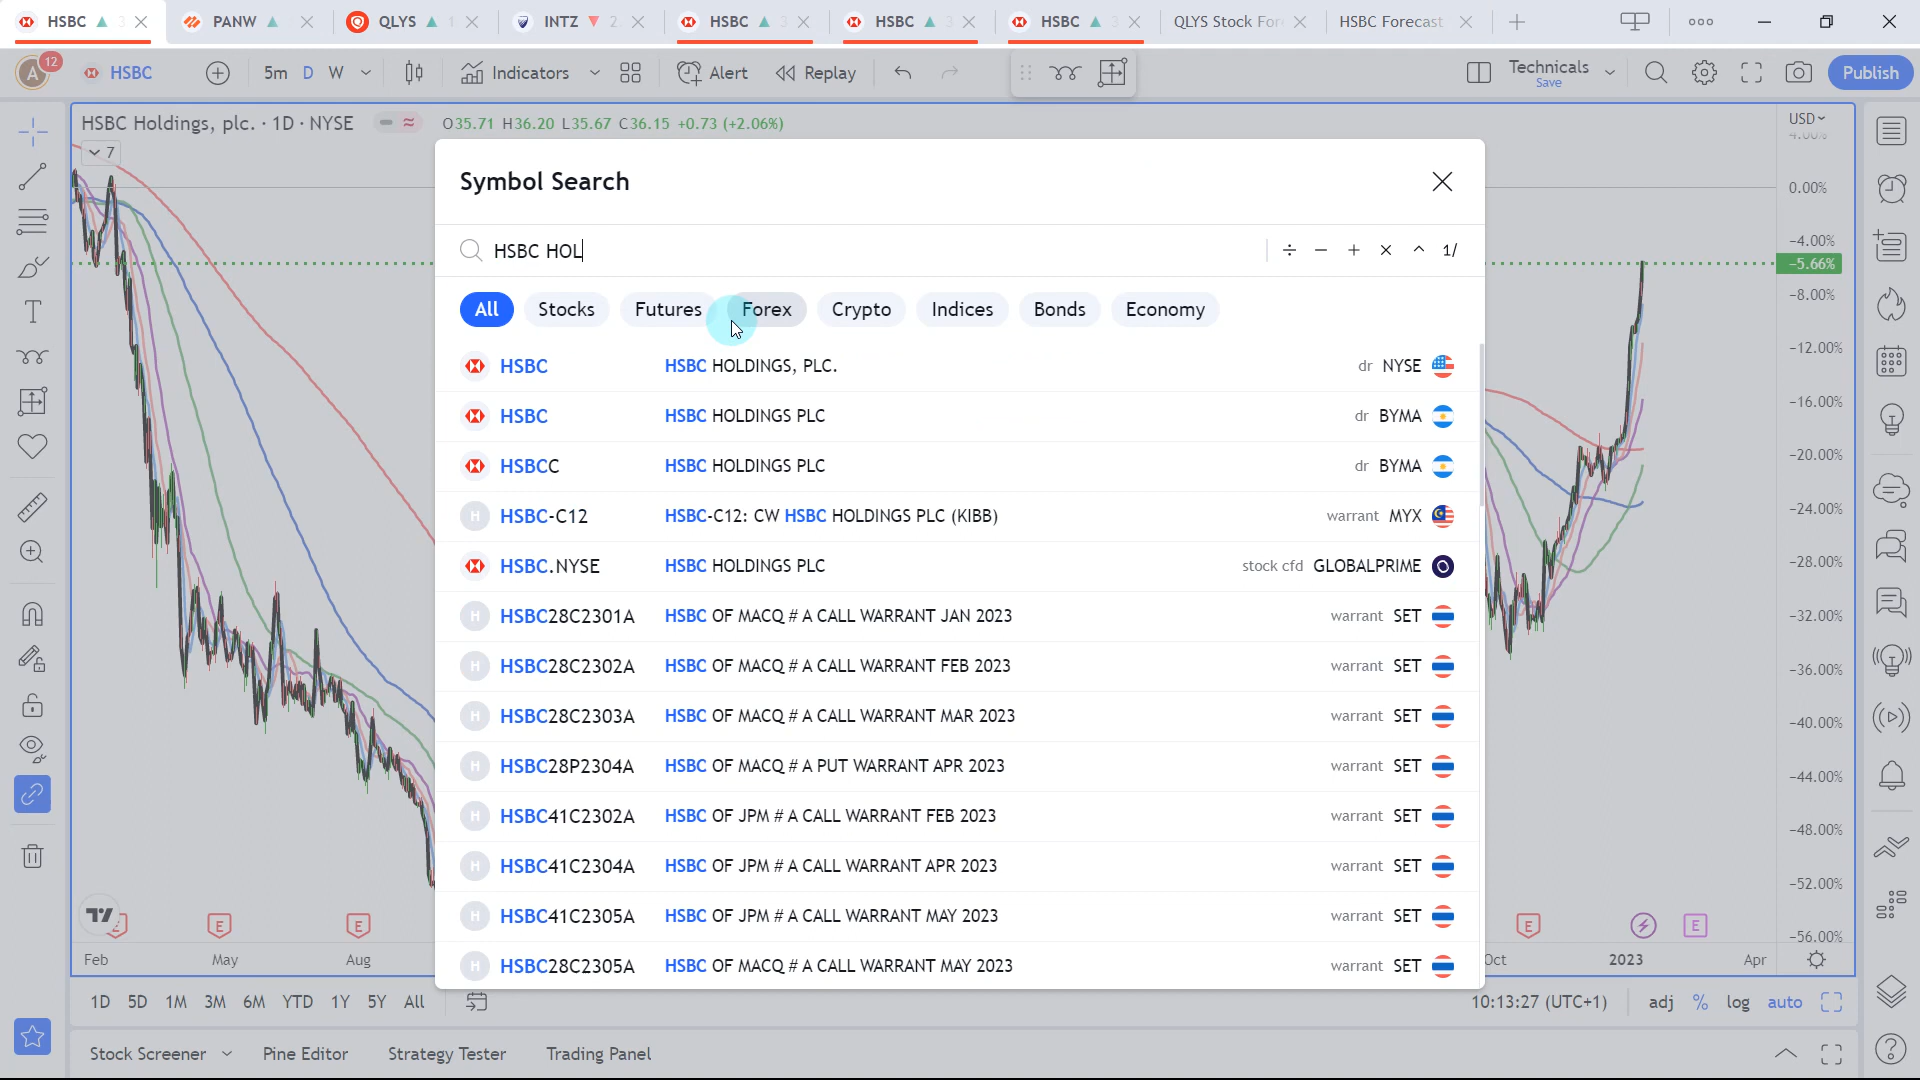 HSBC 3
PANW
QLYS 1
INTZ 2
HSBC 3
HSBC 3
HSBC 3
QLYS Stock For
HSBC Forecast
A 12
HSBC
5m D W
Indicators
Alert
Replay
Technicals
Save
Publish
HSBC Holdings, plc. · 1D · NYSE
O35.71 H36.20 L35.67 C36.15 +0.73 (+2.06%)
USD
7
Symbol Search
HSBC HOL
÷ − + × ^ 1/
All Stocks Futures Forex Crypto Indices Bonds Economy
HSBC HSBC HOLDINGS, PLC. dr NYSE
HSBC HSBC HOLDINGS PLC dr BYMA
HSBCC HSBC HOLDINGS PLC dr BYMA
H HSBC-C12 HSBC-C12: CW HSBC HOLDINGS PLC (KIBB) warrant MYX
HSBC.NYSE HSBC HOLDINGS PLC stock cfd GLOBALPRIME
H HSBC28C2301A HSBC OF MACQ # A CALL WARRANT JAN 2023 warrant SET
H HSBC28C2302A HSBC OF MACQ # A CALL WARRANT FEB 2023 warrant SET
H HSBC28C2303A HSBC OF MACQ # A CALL WARRANT MAR 2023 warrant SET
H HSBC28P2304A HSBC OF MACQ # A PUT WARRANT APR 2023 warrant SET
H HSBC41C2302A HSBC OF JPM # A CALL WARRANT FEB 2023 warrant SET
H HSBC41C2304A HSBC OF JPM # A CALL WARRANT APR 2023 warrant SET
H HSBC41C2305A HSBC OF JPM # A CALL WARRANT MAY 2023 warrant SET
H HSBC28C2305A HSBC OF MACQ # A CALL WARRANT MAY 2023 warrant SET
4.00%
0.00%
−4.00%
−5.66%
−8.00%
−12.00%
−16.00%
−20.00%
−24.00%
−28.00%
−32.00%
−36.00%
−40.00%
−44.00%
−48.00%
−52.00%
−56.00%
E E E E E
Feb May Aug Oct 2023 Apr
1D 5D 1M 3M 6M YTD 1Y 5Y All
10:13:27 (UTC+1) adj % log auto
Stock Screener Pine Editor Strategy Tester Trading Panel